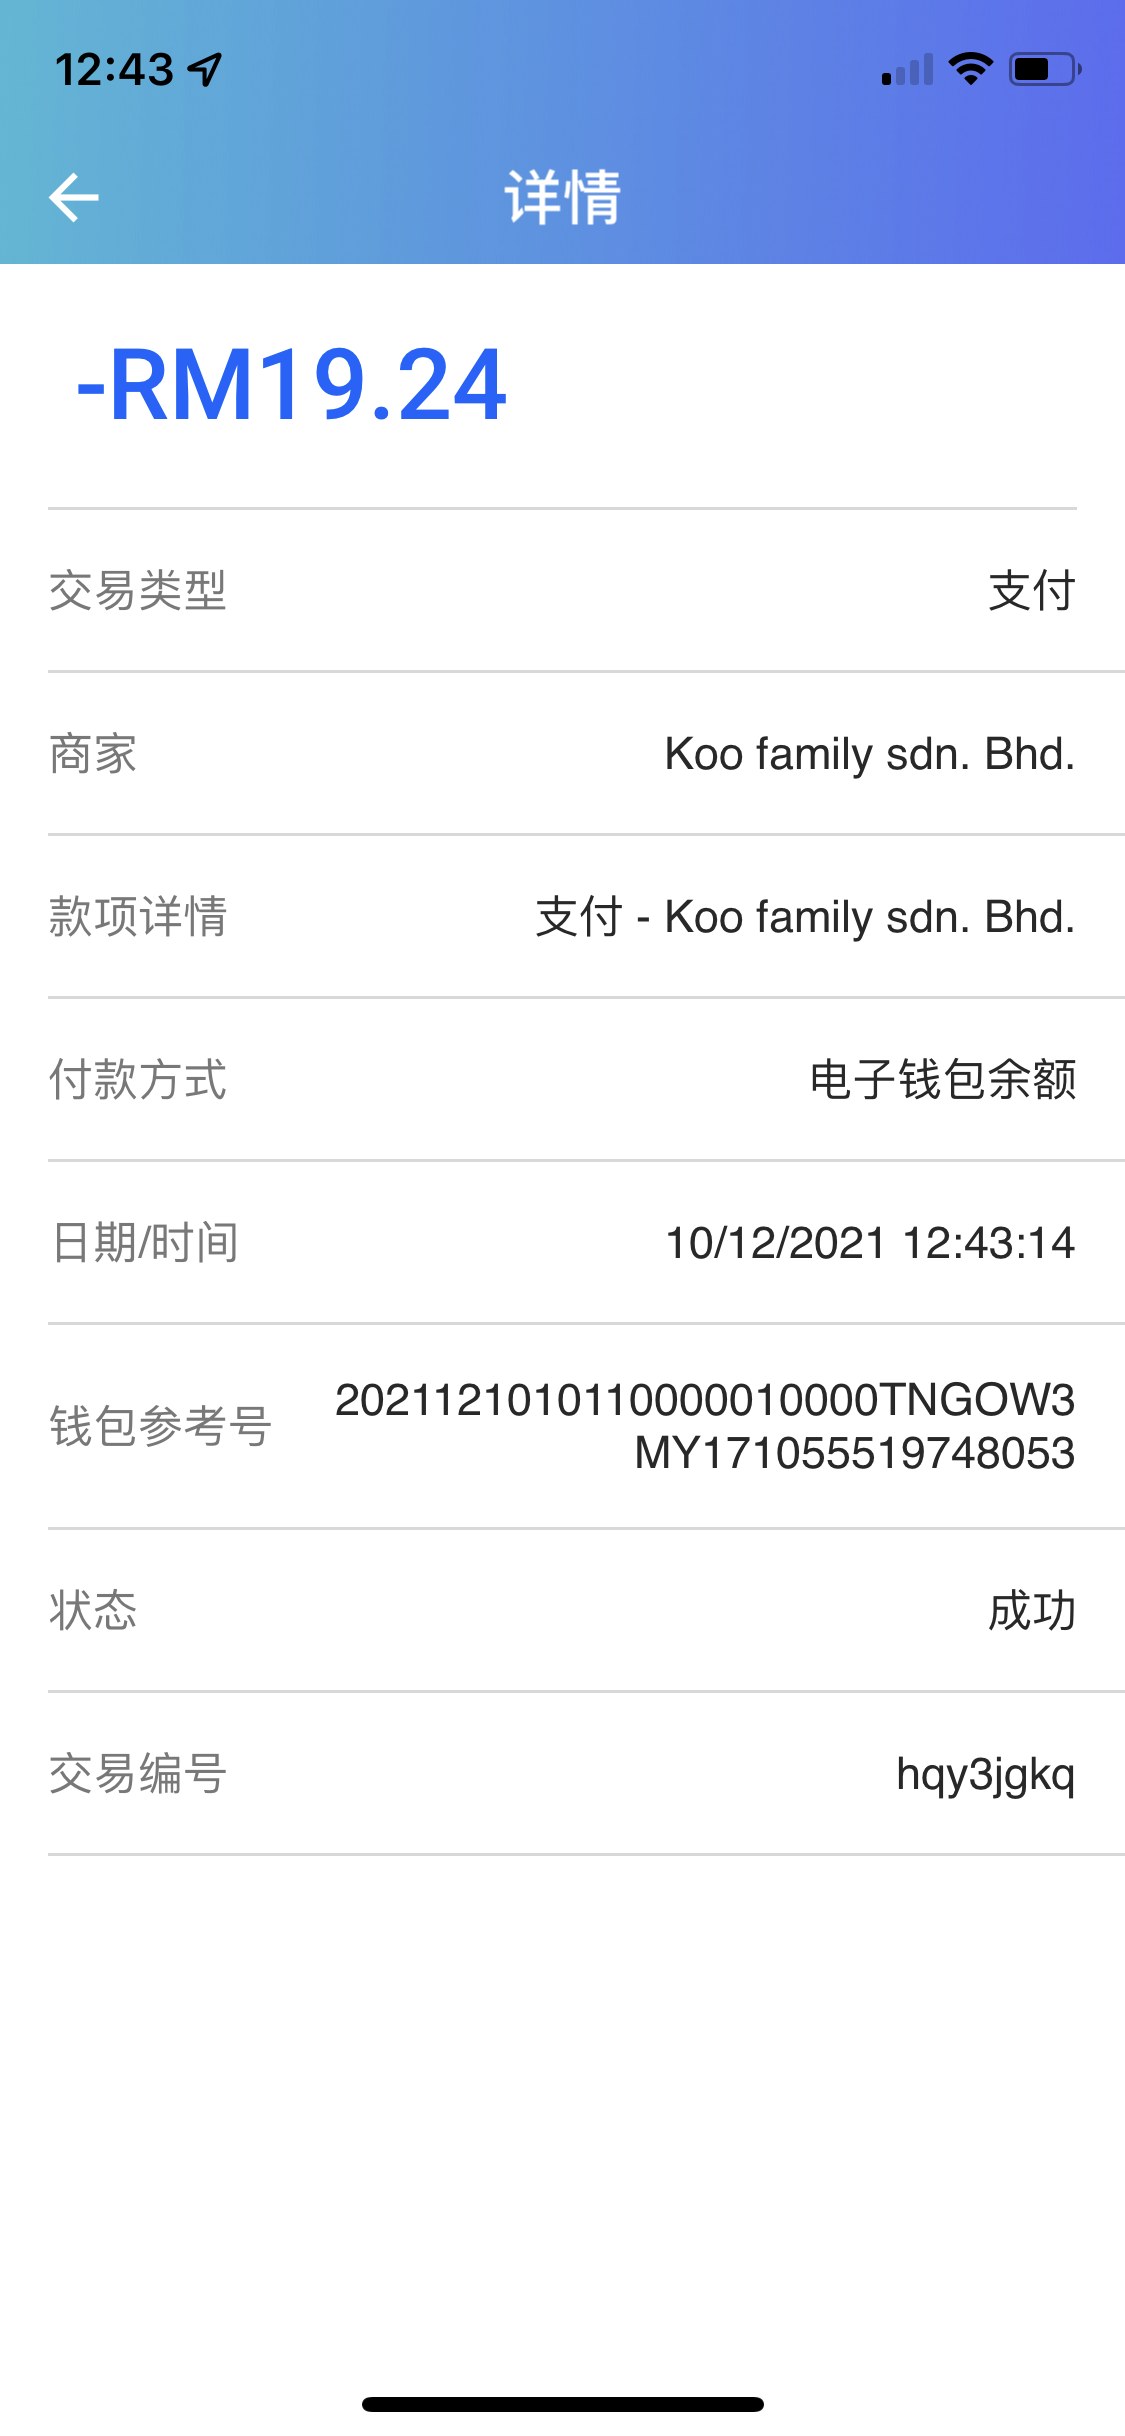 12:43
详情
-RM19.24
交易类型 支付
商家 Koo family sdn. Bhd.
款项详情 支付 - Koo family sdn. Bhd.
付款方式 电子钱包余额
日期/时间 10/12/2021 12:43:14
钱包参考号 20211210101110000010000TNGOW3
MY171055519748053
状态 成功
交易编号 hqy3jgkq